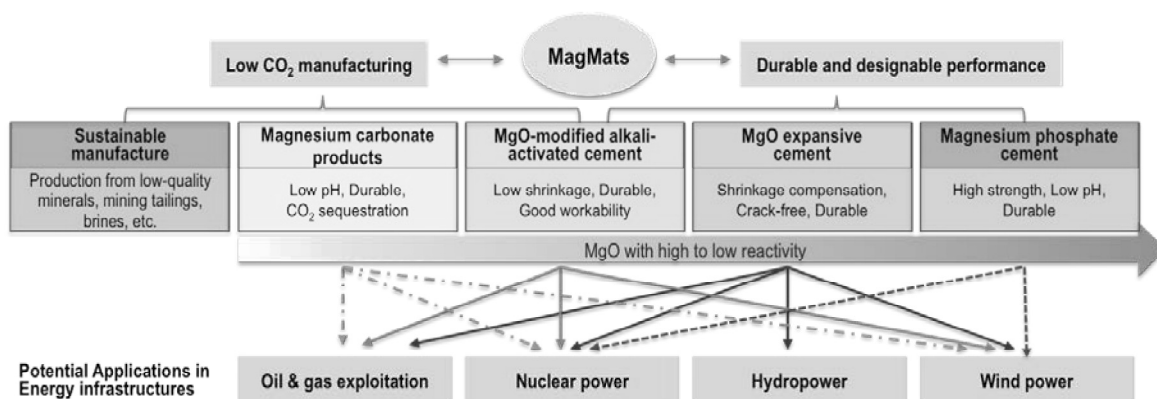 MagMats
Low CO₂ manufacturing
Durable and designable performance
Sustainable
manufacture
Production from low-quality
minerals, mining tailings,
brines, etc.
Magnesium carbonate
products
Low pH, Durable,
CO₂ sequestration
MgO-modified alkali-
activated cement
Low shrinkage, Durable,
Good workability
MgO expansive
cement
Shrinkage compensation,
Crack-free, Durable
Magnesium phosphate
cement
High strength, Low pH,
Durable
MgO with high to low reactivity
Potential Applications in
Energy infrastructures
Oil & gas exploitation
Nuclear power
Hydropower
Wind power